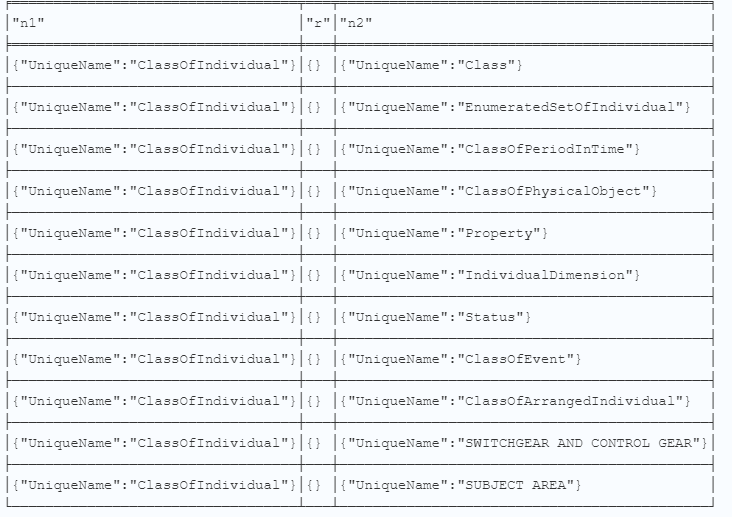 "n1" "r" "n2"
{"UniqueName":"ClassOfIndividual"} {} {"UniqueName":"Class"}
{"UniqueName":"ClassOfIndividual"} {} {"UniqueName":"EnumeratedSetOfIndividual"}
{"UniqueName":"ClassOfIndividual"} {} {"UniqueName":"ClassOfPeriodInTime"}
{"UniqueName":"ClassOfIndividual"} {} {"UniqueName":"ClassOfPhysicalObject"}
{"UniqueName":"ClassOfIndividual"} {} {"UniqueName":"Property"}
{"UniqueName":"ClassOfIndividual"} {} {"UniqueName":"IndividualDimension"}
{"UniqueName":"ClassOfIndividual"} {} {"UniqueName":"Status"}
{"UniqueName":"ClassOfIndividual"} {} {"UniqueName":"ClassOfEvent"}
{"UniqueName":"ClassOfIndividual"} {} {"UniqueName":"ClassOfArrangedIndividual"}
{"UniqueName":"ClassOfIndividual"} {} {"UniqueName":"SWITCHGEAR AND CONTROL GEAR"}
{"UniqueName":"ClassOfIndividual"} {} {"UniqueName":"SUBJECT AREA"}